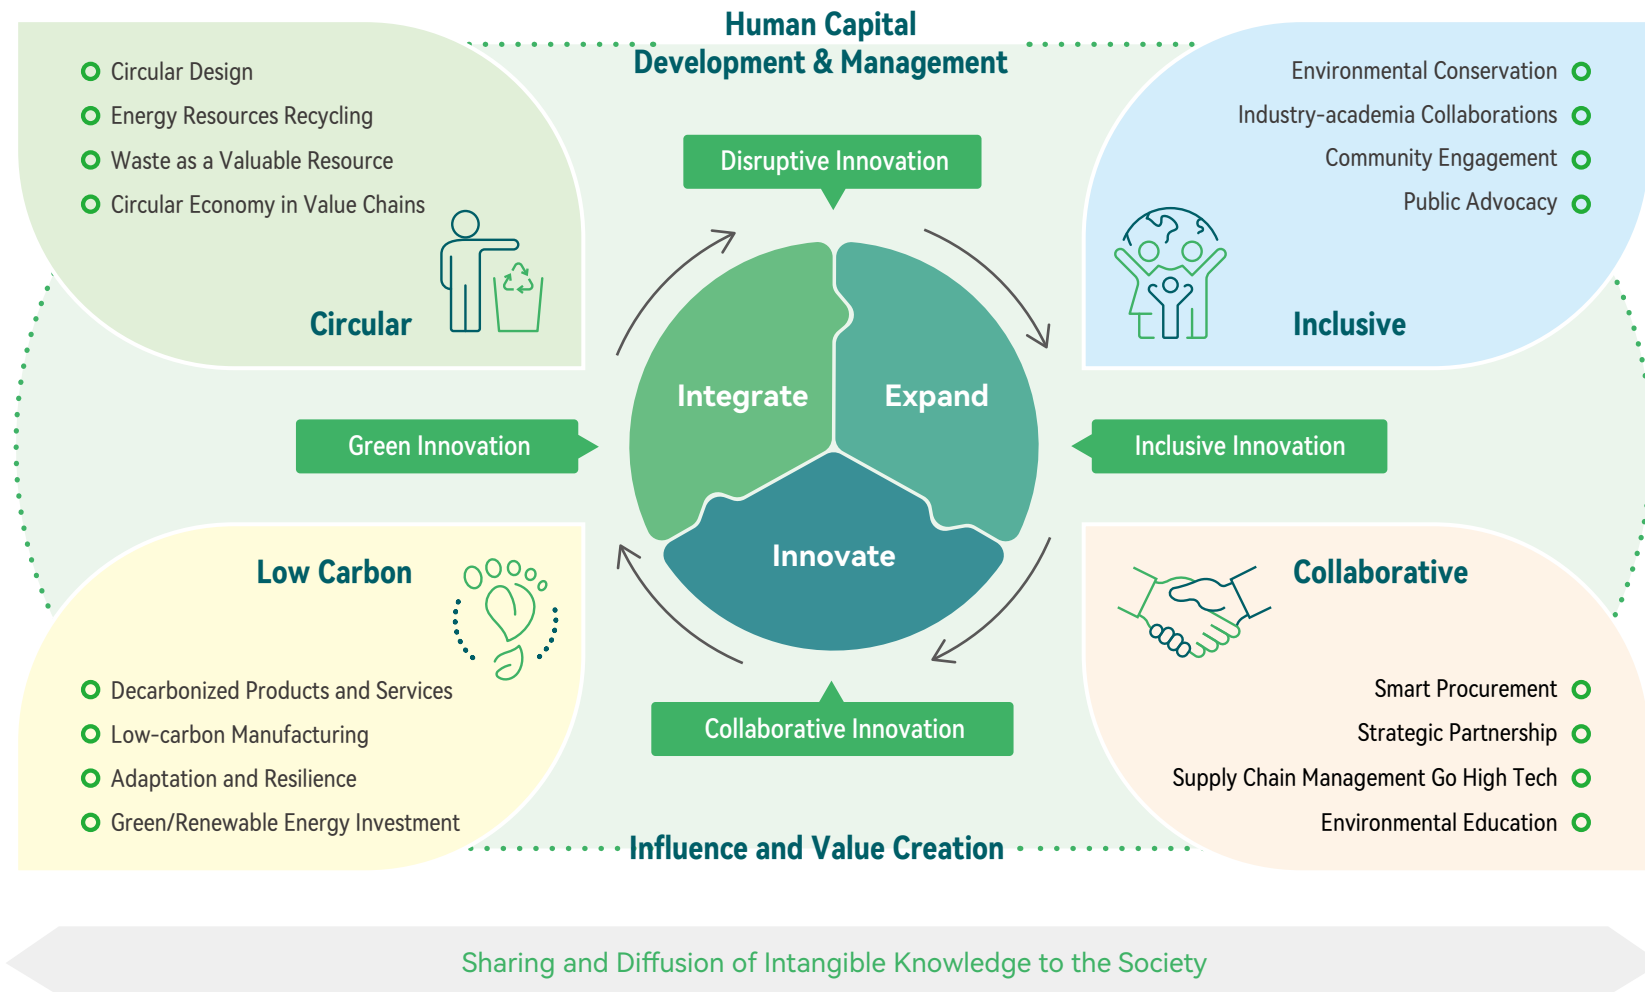 Human Capital
Development & Management
Circular Design
Energy Resources Recycling
Waste as a Valuable Resource
Circular Economy in Value Chains
Circular
Disruptive Innovation
Environmental Conservation
Industry-academia Collaborations
Community Engagement
Public Advocacy
Inclusive
Integrate
Expand
Green Innovation
Inclusive Innovation
Innovate
Low Carbon
Decarbonized Products and Services
Low-carbon Manufacturing
Adaptation and Resilience
Green/Renewable Energy Investment
Collaborative Innovation
Collaborative
Smart Procurement
Strategic Partnership
Supply Chain Management Go High Tech
Environmental Education
Influence and Value Creation
Sharing and Diffusion of Intangible Knowledge to the Society